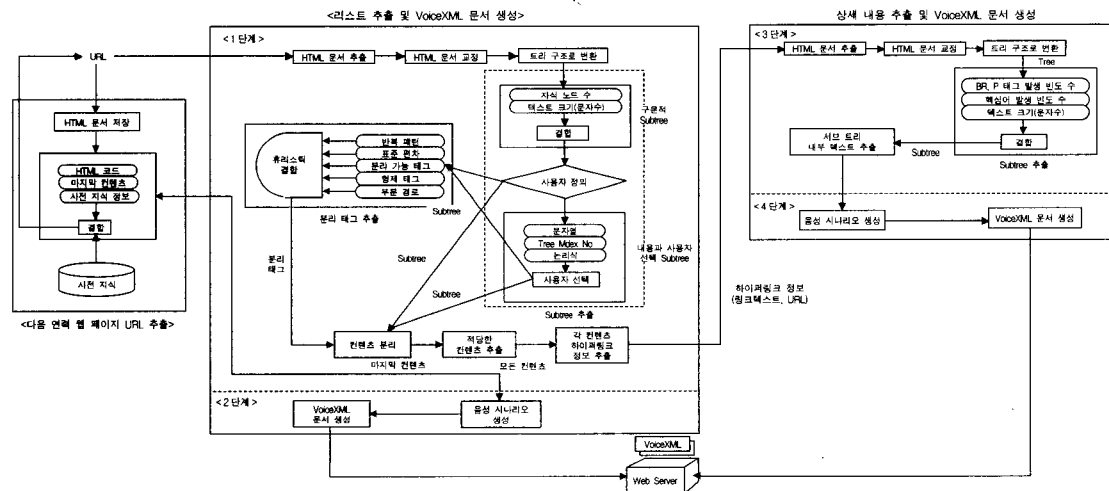 <리스트 추출 및 VoiceXML 문서 생성>
상세 내용 추출 및 VoiceXML 문서 생성
<1 단계>
URL
HTML 문서 추출
HTML 문서 교정
트리 구조로 변환
<3 단계>
HTML 문서 추출
HTML 문서 교정
트리 구조로 변환
Tree
HTML 문서 저장
HTML 코드
마지막 컨텐츠
사전 지식 정보
결합
사전 지식
<다음 연력 웹 페이지 URL 추출>
자식 노드 수
텍스트 크기(문자수)
결합
구문적
Subtree
휴리스틱
결합
반복 패턴
표준 편차
분리 가능 태그
형제 태그
부분 경로
분리 태그 추출
Subtree
사용자 정의
분리
태그
Subtree
Subtree
문자열
Tree Mdex No
논리식
사용자 선택
내용과 사용자
선택 Subtree
Subtree 추출
컨텐츠 분리
적당한
컨텐츠 추출
각 컨텐츠
하이퍼링크
정보 추출
마지막 컨텐츠
모든 컨텐츠
하이퍼링크 정보
(링크텍스트, URL)
BR, P 태그 발생 빈도 수
핵심어 발생 빈도 수
텍스트 크기(문자수)
결합
Subtree 추출
Subtree
서브 트리
내부 텍스트 추출
<4 단계>
음성 시나리오 생성
VoiceXML 문서 생성
<2 단계>
VoiceXML
문서 생성
음성 시나리오
생성
VoiceXML
Web Server